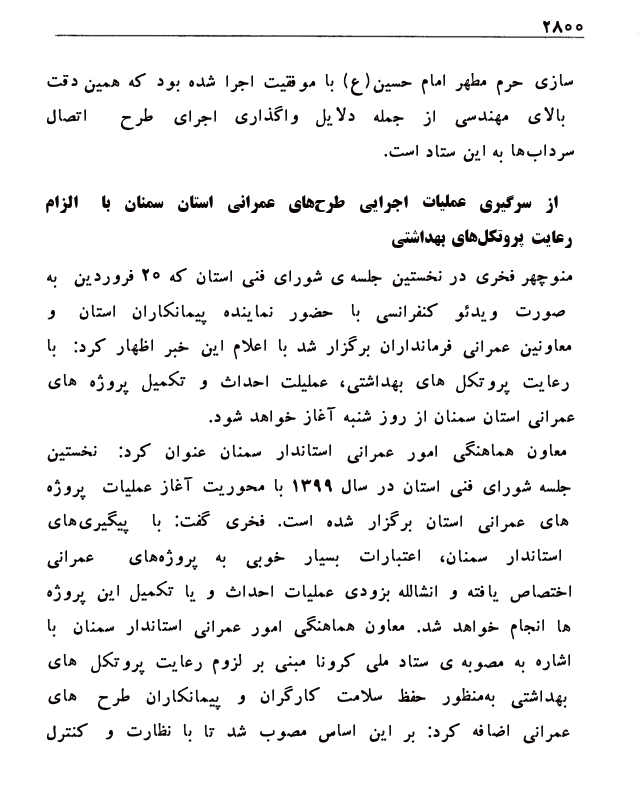 ۲۸۰۰
سازی حرم مطهر امام حسین(ع) با موفقیت اجرا شده بود که همین دقت
بالای مهندسی از جمله دلایل واگذاری اجرای طرح اتصال
سرداب‌ها به این ستاد است.
از سرگیری عملیات اجرایی طرح‌های عمرانی استان سمنان با الزام
رعایت پروتکل‌های بهداشتی
منوچهر فخری در نخستین جلسه ی شورای فنی استان که ۲۰ فروردین به
صورت ویدئو کنفرانسی با حضور نماینده پیمانکاران استان و
معاونین عمرانی فرمانداران برگزار شد با اعلام این خبر اظهار کرد: با
رعایت پروتکل های بهداشتی، عملیلت احداث و تکمیل پروژه های
عمرانی استان سمنان از روز شنبه آغاز خواهد شود.
معاون هماهنگی امور عمرانی استاندار سمنان عنوان کرد: نخستین
جلسه شورای فنی استان در سال ۱۳۹۹ با محوریت آغاز عملیات پروژه
های عمرانی استان برگزار شده است. فخری گفت: با پیگیری‌های
استاندار سمنان، اعتبارات بسیار خوبی به پروژه‌های عمرانی
اختصاص یافته و انشالله بزودی عملیات احداث و یا تکمیل این پروژه
ها انجام خواهد شد. معاون هماهنگی امور عمرانی استاندار سمنان با
اشاره به مصوبه ی ستاد ملی کرونا مبنی بر لزوم رعایت پروتکل های
بهداشتی به‌منظور حفظ سلامت کارگران و پیمانکاران طرح های
عمرانی اضافه کرد: بر این اساس مصوب شد تا با نظارت و کنترل